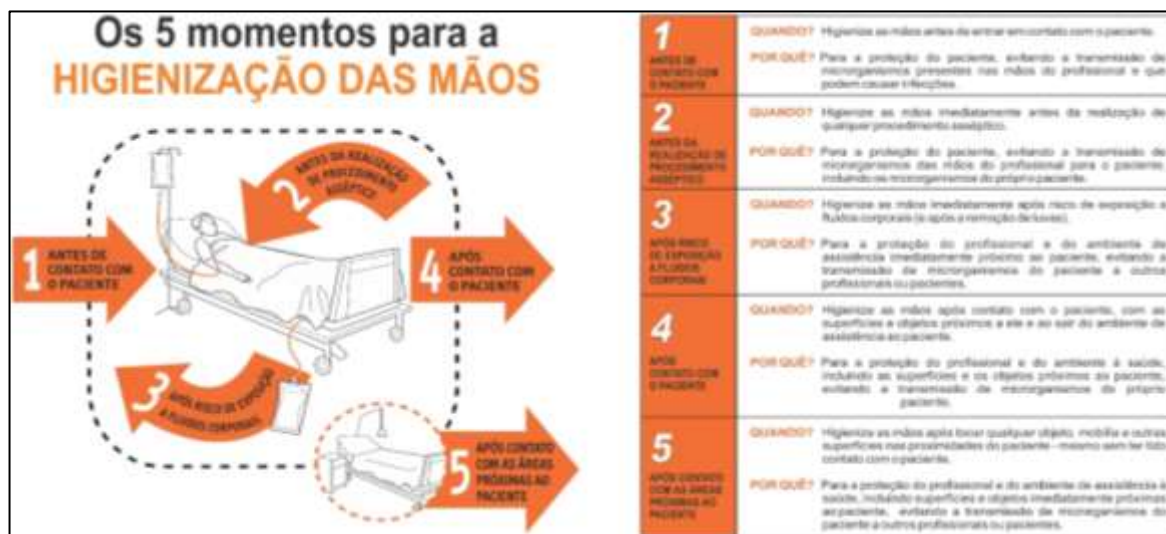 Os 5 momentos para a
HIGIENIZAÇÃO DAS MÃOS
2 ANTES DA REALIZAÇÃO
DE PROCEDIMENTO
ASSÉPTICO
1 ANTES DE
CONTATO COM
O PACIENTE
4 APÓS
CONTATO COM
O PACIENTE
3 APÓS RISCO DE EXPOSIÇÃO
A FLUIDOS CORPORAIS
5 APÓS CONTATO
COM AS ÁREAS
PRÓXIMAS AO
PACIENTE
1
ANTES DE
CONTATO COM
O PACIENTE
QUANDO? Higienize as mãos antes de entrar em contato com o paciente.
POR QUÊ? Para a proteção do paciente, evitando a transmissão de
microrganismos presentes nas mãos do profissional e que
podem causar infecções.
2
ANTES DA
REALIZAÇÃO DE
PROCEDIMENTO
ASSÉPTICO
QUANDO? Higienize as mãos imediatamente antes da realização de
qualquer procedimento asséptico.
POR QUÊ? Para a proteção do paciente, evitando a transmissão de
microrganismos das mãos do profissional para o paciente,
incluindo os microrganismos do próprio paciente.
3
APÓS RISCO
DE EXPOSIÇÃO
A FLUIDOS
CORPORAIS
QUANDO? Higienize as mãos imediatamente após risco de exposição a
fluidos corporais (e após a remoção de luvas).
POR QUÊ? Para a proteção do profissional e do ambiente de
assistência imediatamente próximo ao paciente, evitando a
transmissão de microrganismos do paciente a outros
profissionais ou pacientes.
4
APÓS
CONTATO COM
O PACIENTE
QUANDO? Higienize as mãos após contato com o paciente, com as
superfícies e objetos próximos a ele e ao sair do ambiente de
assistência ao paciente.
POR QUÊ? Para a proteção do profissional e do ambiente à saúde,
incluindo as superfícies e os objetos próximos ao paciente,
evitando a transmissão de microrganismos do próprio
paciente.
5
APÓS CONTATO
COM AS ÁREAS
PRÓXIMAS AO
PACIENTE
QUANDO? Higienize as mãos após tocar qualquer objeto, mobília e outras
superfícies nas proximidades do paciente - mesmo sem ter tido
contato com o paciente.
POR QUÊ? Para a proteção do profissional e do ambiente de assistência à
saúde, incluindo superfícies e objetos imediatamente próximos
ao paciente, evitando a transmissão de microrganismos do
paciente a outros profissionais ou pacientes.